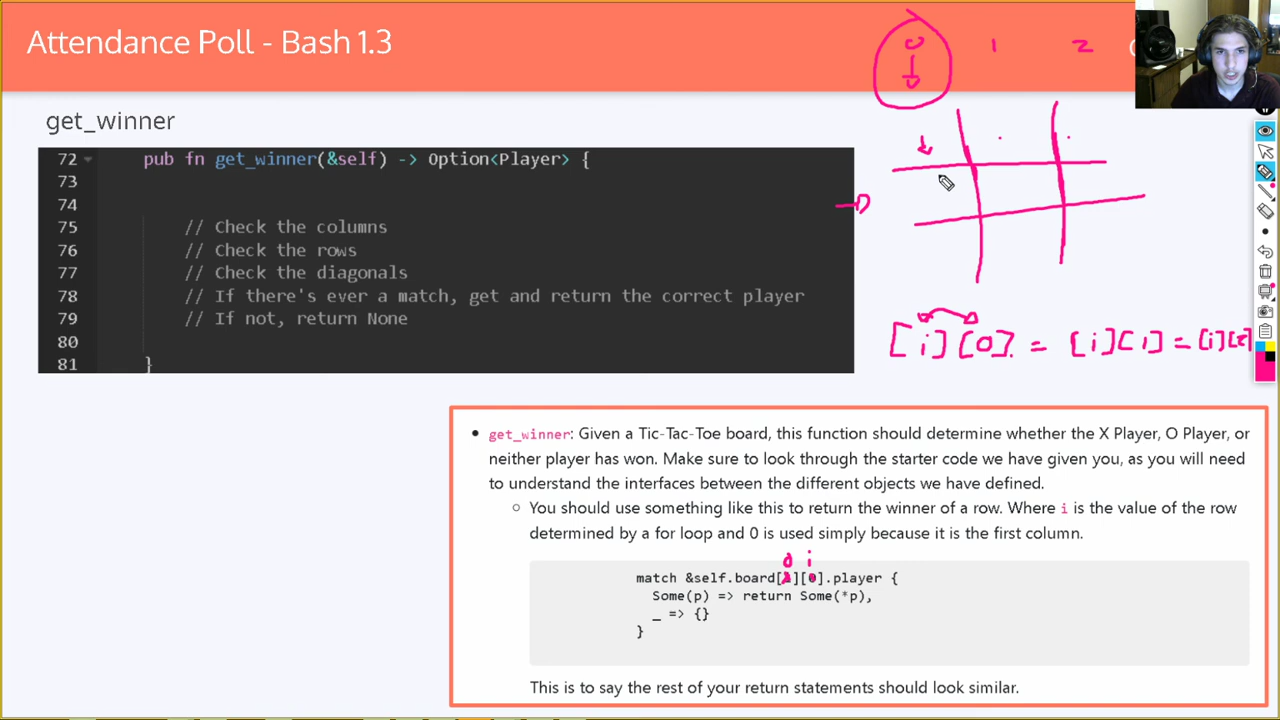 Attendance Poll - Bash 1.3
0 1 2
get_winner
72 pub fn get_winner(&self) -> Option<Player> {
73
74
75 // Check the columns
76 // Check the rows
77 // Check the diagonals
78 // If there's ever a match, get and return the correct player
79 // If not, return None
80
81 }
[i][0] = [i][1] = [i][2]
get_winner: Given a Tic-Tac-Toe board, this function should determine whether the X Player, O Player, or
neither player has won. Make sure to look through the starter code we have given you, as you will need
to understand the interfaces between the different objects we have defined.
You should use something like this to return the winner of a row. Where i is the value of the row
determined by a for loop and 0 is used simply because it is the first column.
0 i
match &self.board[i][0].player {
Some(p) => return Some(*p),
_ => {}
}
This is to say the rest of your return statements should look similar.